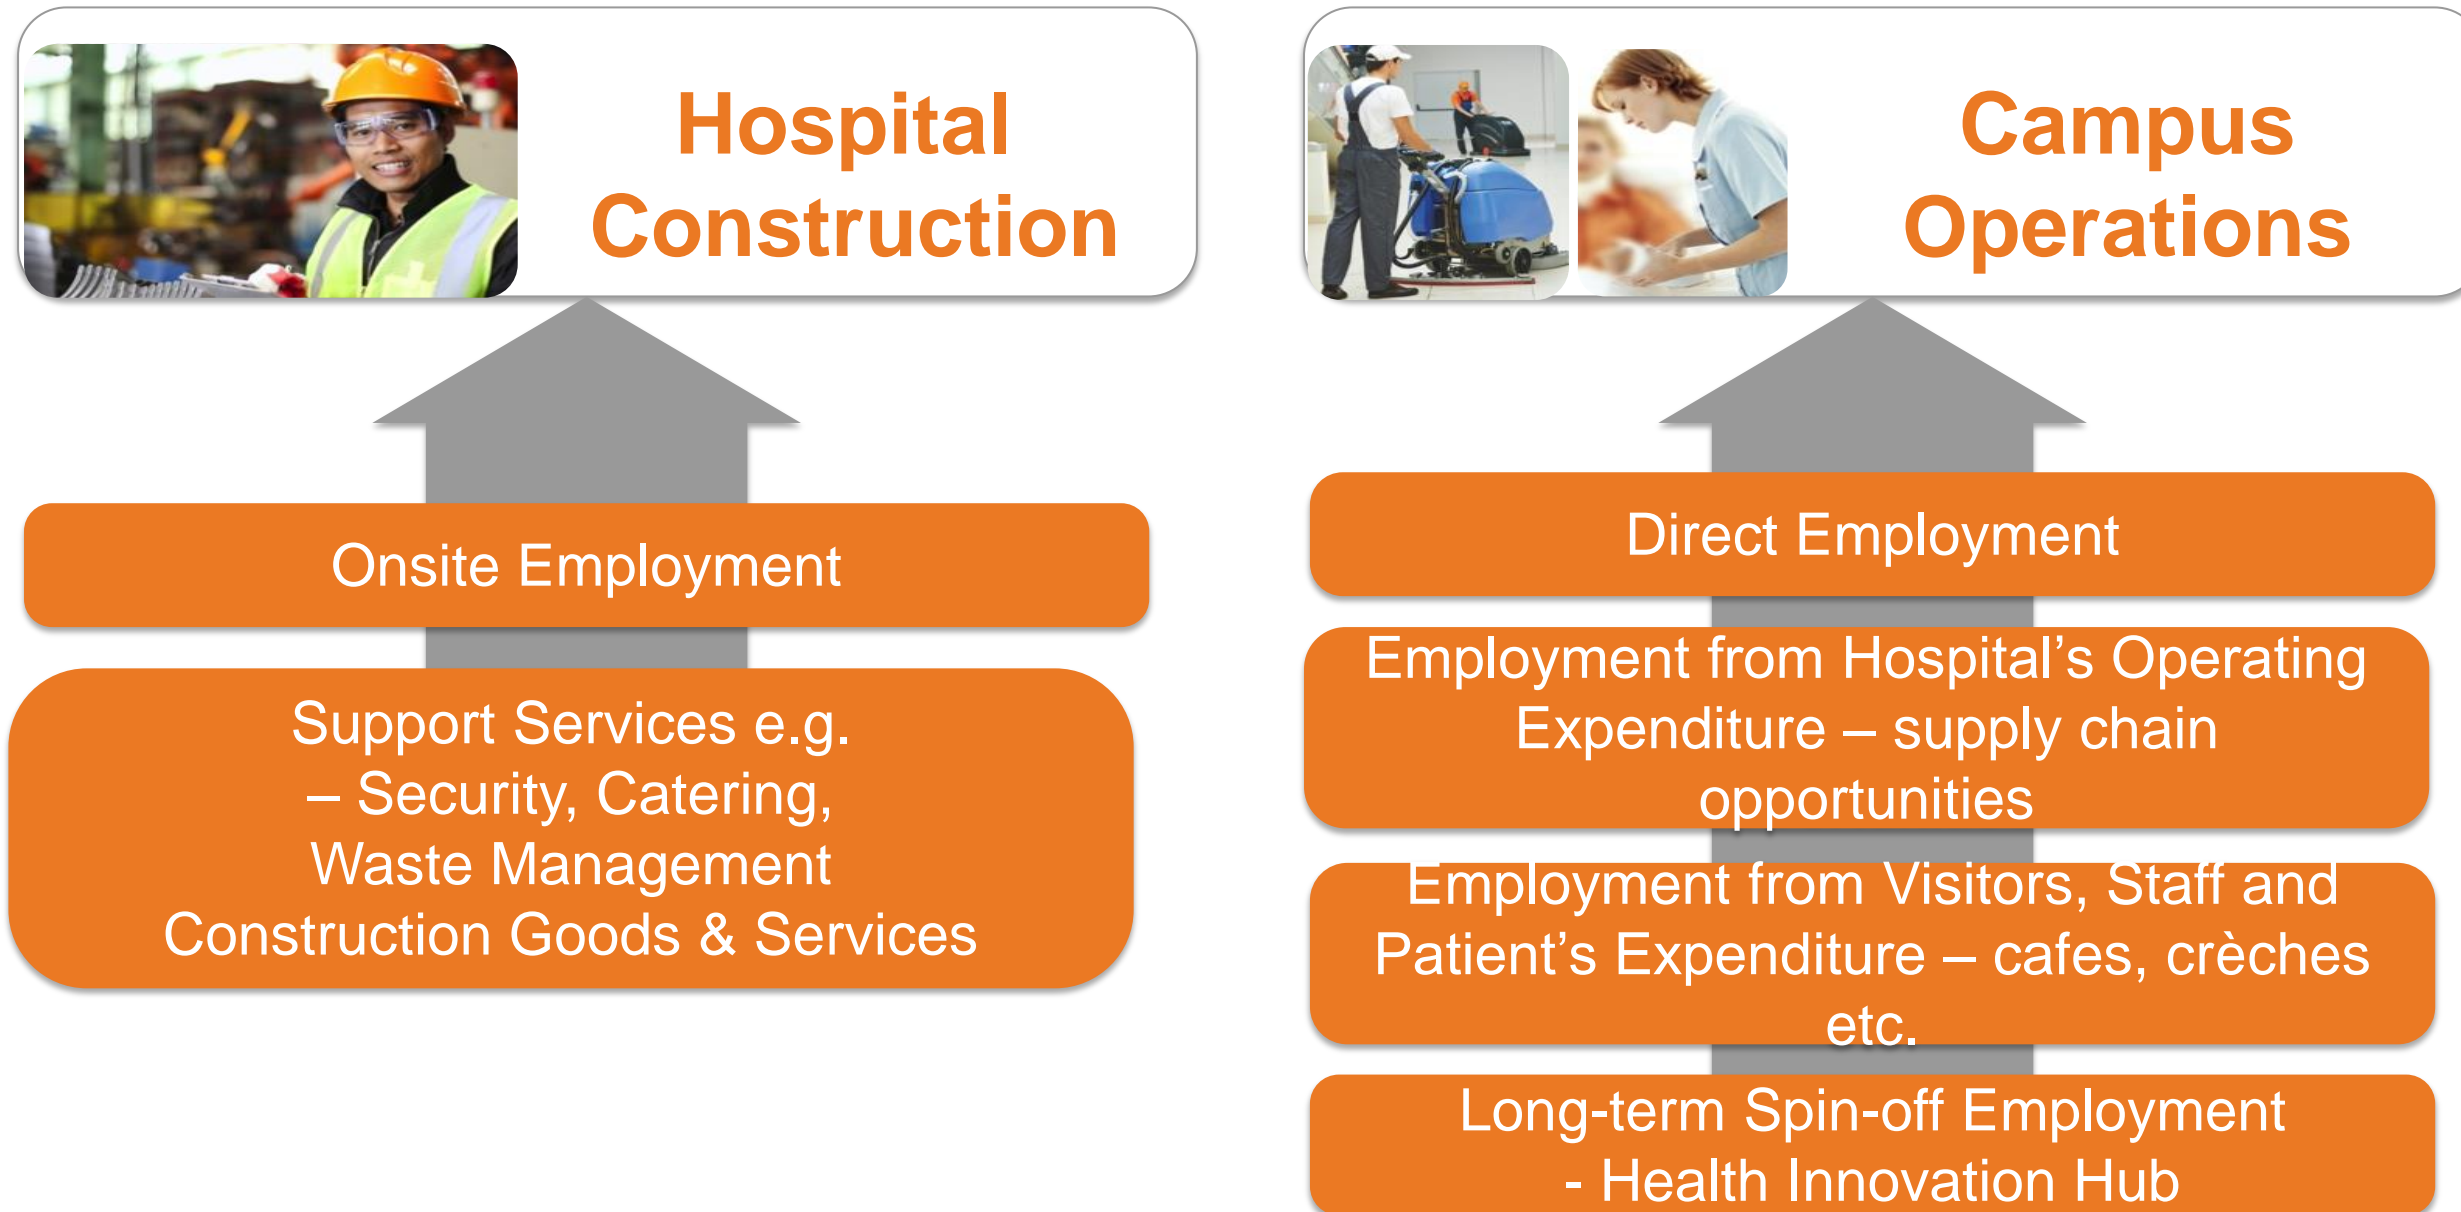 Hospital
Construction
Onsite Employment
Support Services e.g.
– Security, Catering,
Waste Management
Construction Goods & Services
Campus
Operations
Direct Employment
Employment from Hospital’s Operating
Expenditure – supply chain
opportunities
Employment from Visitors, Staff and
Patient’s Expenditure – cafes, crèches
etc.
Long-term Spin-off Employment
- Health Innovation Hub